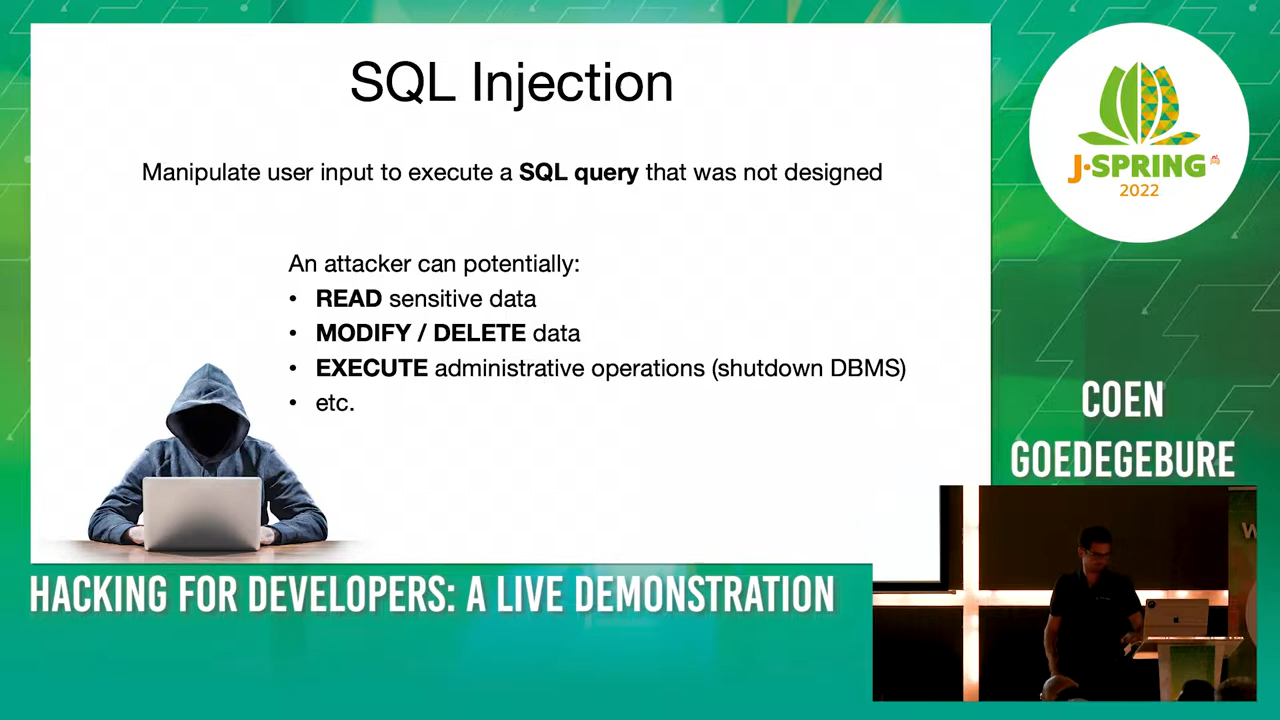 SQL Injection
Manipulate user input to execute a SQL query that was not designed
An attacker can potentially:
• READ sensitive data
• MODIFY / DELETE data
• EXECUTE administrative operations (shutdown DBMS)
• etc.
J-SPRING
2022
COEN
GOEDEGEBURE
HACKING FOR DEVELOPERS: A LIVE DEMONSTRATION